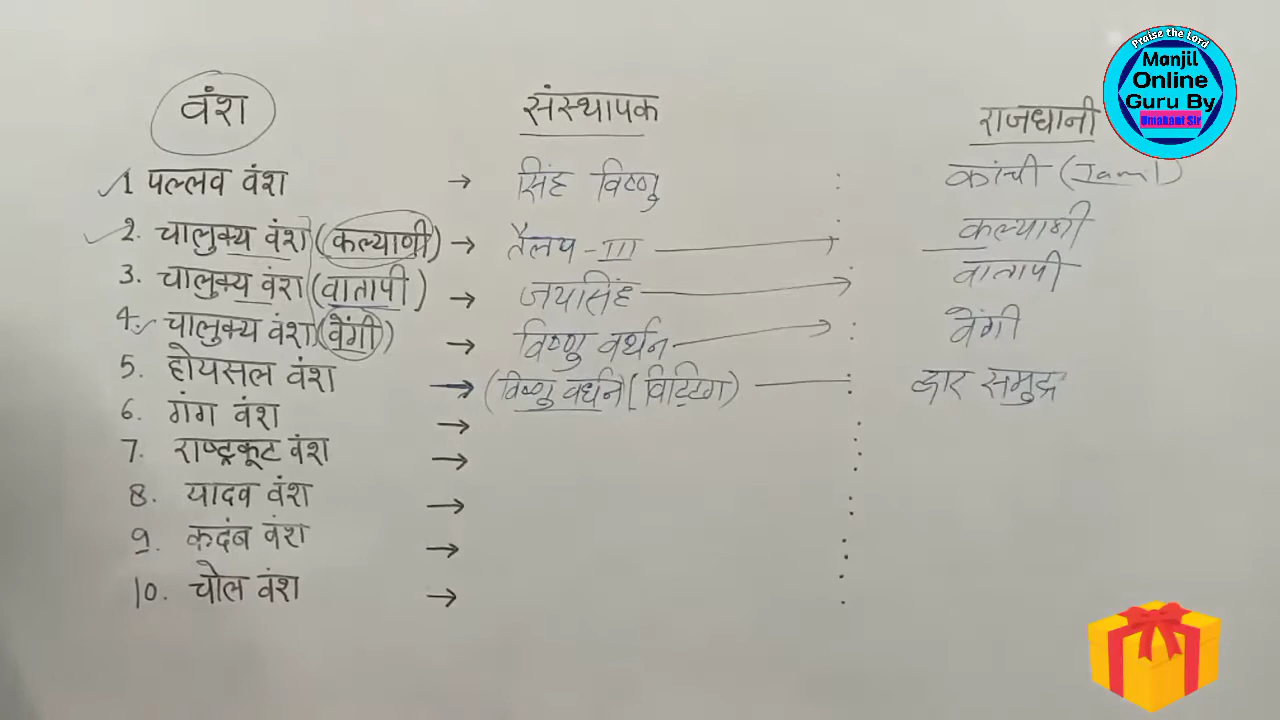 Praise the Lord
Manjil
Online
Guru By
Umakant Sir
वंश संस्थापक राजधानी
1 पल्लव वंश → सिंह विष्णु : कांची (Taml)
2. चालुक्य वंश (कल्याणी) → तैलप - III : कल्याणी
3. चालुक्य वंश (वातापी) → जयसिंह : वातापी
4. चालुक्य वंश (वेंगी) → विष्णु वर्धन : वेंगी
5. होयसल वंश → (विष्णु वर्धन) [विट्टिग) : द्वार समुद्र
6. गंग वंश → :
7. राष्ट्रकूट वंश → :
8. यादव वंश → :
9. कदंब वंश → :
10. चोल वंश → :